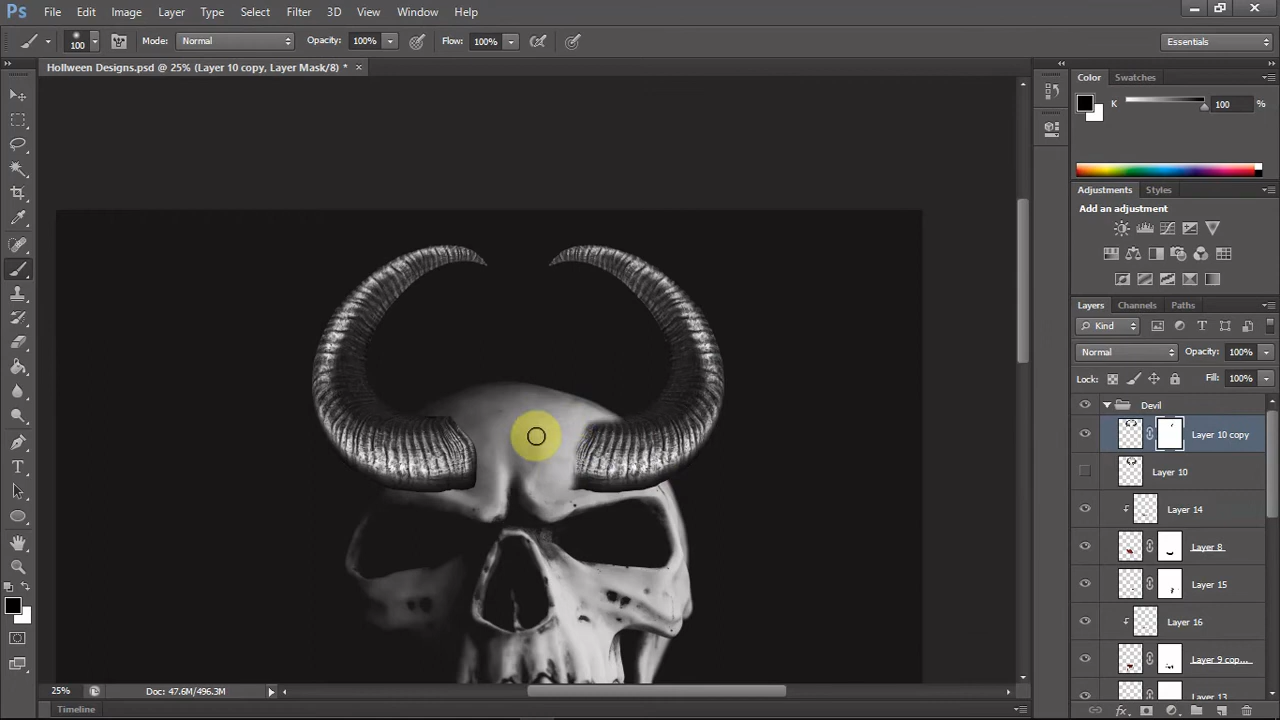 Ps File Edit Image Layer Type Select Filter 3D View Window Help
100 Mode: Normal Opacity: 100% Flow: 100% Essentials
Hollween Designs.psd @ 25% (Layer 10 copy, Layer Mask/8) * ×
Color Swatches
K 100 %
Adjustments Styles
Add an adjustment
Layers Channels Paths
Kind
Normal Opacity: 100%
Lock: Fill: 100%
Devil
Layer 10 copy
Layer 10
Layer 14
Layer 8
Layer 15
Layer 16
Layer 9 cop...
Layer 13
25% Doc: 47.6M/496.3M
Timeline